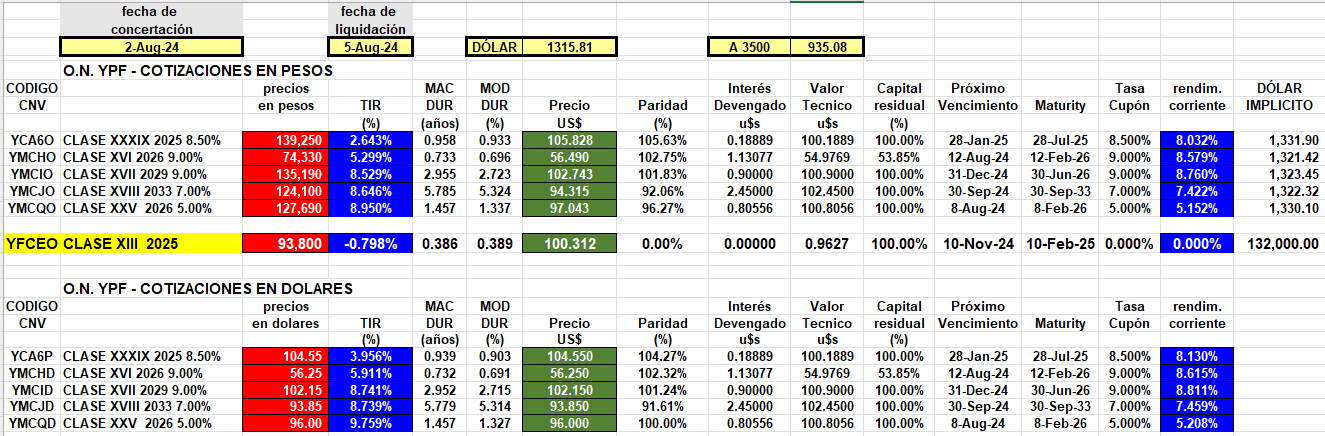 fecha de fecha de
concertación liquidación
2-Aug-24 5-Aug-24 DÓLAR 1315.81 A 3500 935.08
O.N. YPF - COTIZACIONES EN PESOS
CODIGO precios MAC MOD Interés Valor Capital Próximo Tasa rendim. DÓLAR
CNV en pesos TIR DUR DUR Precio Paridad Devengado Tecnico residual Vencimiento Maturity Cupón corriente IMPLICITO
(%) (años) (%) US$ (%) u$s u$s (%)
YCA6O CLASE XXXIX 2025 8.50% 139,250 2.643% 0.958 0.933 105.828 105.63% 0.18889 100.1889 100.00% 28-Jan-25 28-Jul-25 8.500% 8.032% 1,331.90
YMCHO CLASE XVI 2026 9.00% 74,330 5.299% 0.733 0.696 56.490 102.75% 1.13077 54.9769 53.85% 12-Aug-24 12-Feb-26 9.000% 8.579% 1,321.42
YMCIO CLASE XVII 2029 9.00% 135,190 8.529% 2.955 2.723 102.743 101.83% 0.90000 100.9000 100.00% 31-Dec-24 30-Jun-26 9.000% 8.760% 1,323.45
YMCJO CLASE XVIII 2033 7.00% 124,100 8.646% 5.785 5.324 94.315 92.06% 2.45000 102.4500 100.00% 30-Sep-24 30-Sep-33 7.000% 7.422% 1,322.32
YMCQO CLASE XXV 2026 5.00% 127,690 8.950% 1.457 1.337 97.043 96.27% 0.80556 100.8056 100.00% 8-Aug-24 8-Feb-26 5.000% 5.152% 1,330.10
YFCEO CLASE XIII 2025 93,800 -0.798% 0.386 0.389 100.312 0.00% 0.00000 0.9627 100.00% 10-Nov-24 10-Feb-25 0.000% 0.000% 132,000.00
O.N. YPF - COTIZACIONES EN DOLARES
CODIGO precios MAC MOD Interés Valor Capital Próximo Tasa rendim.
CNV en dolares TIR DUR DUR Precio Paridad Devengado Tecnico residual Vencimiento Maturity Cupón corriente
(%) (años) (%) US$ (%) u$s u$s (%)
YCA6P CLASE XXXIX 2025 8.50% 104.55 3.956% 0.939 0.903 104.550 104.27% 0.18889 100.1889 100.00% 28-Jan-25 28-Jul-25 8.500% 8.130%
YMCHD CLASE XVI 2026 9.00% 56.25 5.911% 0.732 0.691 56.250 102.32% 1.13077 54.9769 53.85% 12-Aug-24 12-Feb-26 9.000% 8.615%
YMCID CLASE XVII 2029 9.00% 102.15 8.741% 2.952 2.715 102.150 101.24% 0.90000 100.9000 100.00% 31-Dec-24 30-Jun-26 9.000% 8.811%
YMCJD CLASE XVIII 2033 7.00% 93.85 8.739% 5.779 5.314 93.850 91.61% 2.45000 102.4500 100.00% 30-Sep-24 30-Sep-33 7.000% 7.459%
YMCQD CLASE XXV 2026 5.00% 96.00 9.759% 1.457 1.327 96.000 100.00% 0.80556 100.8056 100.00% 8-Aug-24 8-Feb-26 5.000% 5.208%